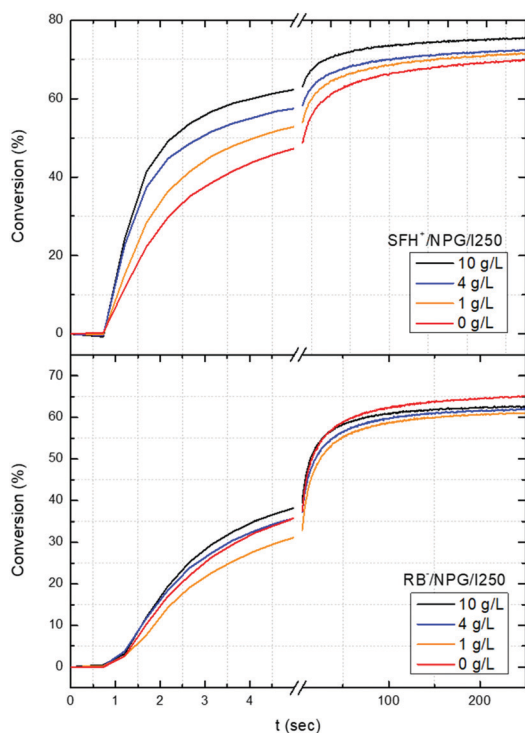 80
60
40
20
0
Conversion (%)
SFH⁺/NPG/I250
10 g/L
4 g/L
1 g/L
0 g/L
70
60
50
40
30
20
10
0
Conversion (%)
RB⁻/NPG/I250
10 g/L
4 g/L
1 g/L
0 g/L
0 1 2 3 4 100 200
t (sec)